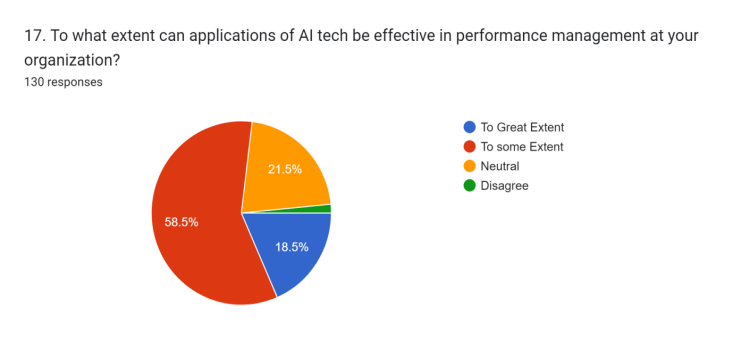 17. To what extent can applications of AI tech be effective in performance management at your
organization?
130 responses
To Great Extent
To some Extent
Neutral
Disagree
21.5%
58.5%
18.5%